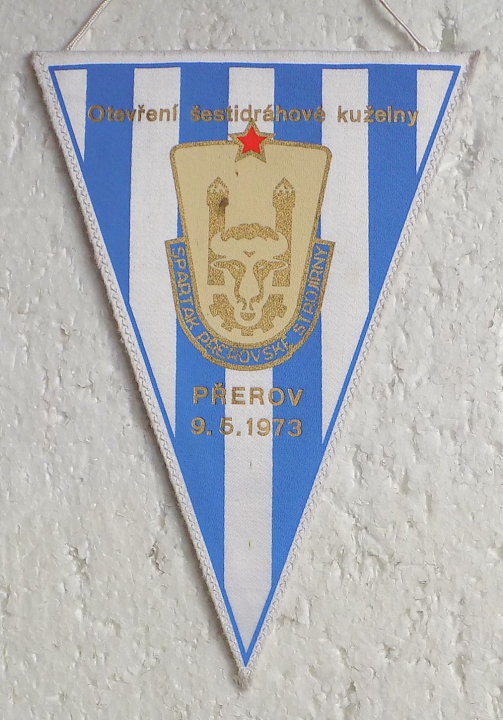 Otevření šestidráhové kuželny
SPARTAK PŘEROVSKÉ STROJÍRNY
PŘEROV
9. 5. 1973